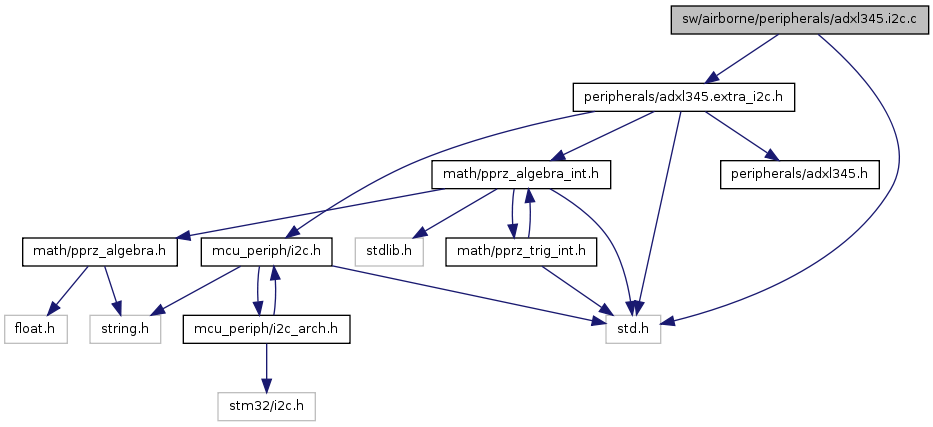 sw/airborne/peripherals/adxl345.i2c.c
peripherals/adxl345.extra_i2c.h
math/pprz_algebra_int.h
peripherals/adxl345.h
math/pprz_algebra.h
mcu_periph/i2c.h
stdlib.h
math/pprz_trig_int.h
float.h
string.h
mcu_periph/i2c_arch.h
std.h
stm32/i2c.h